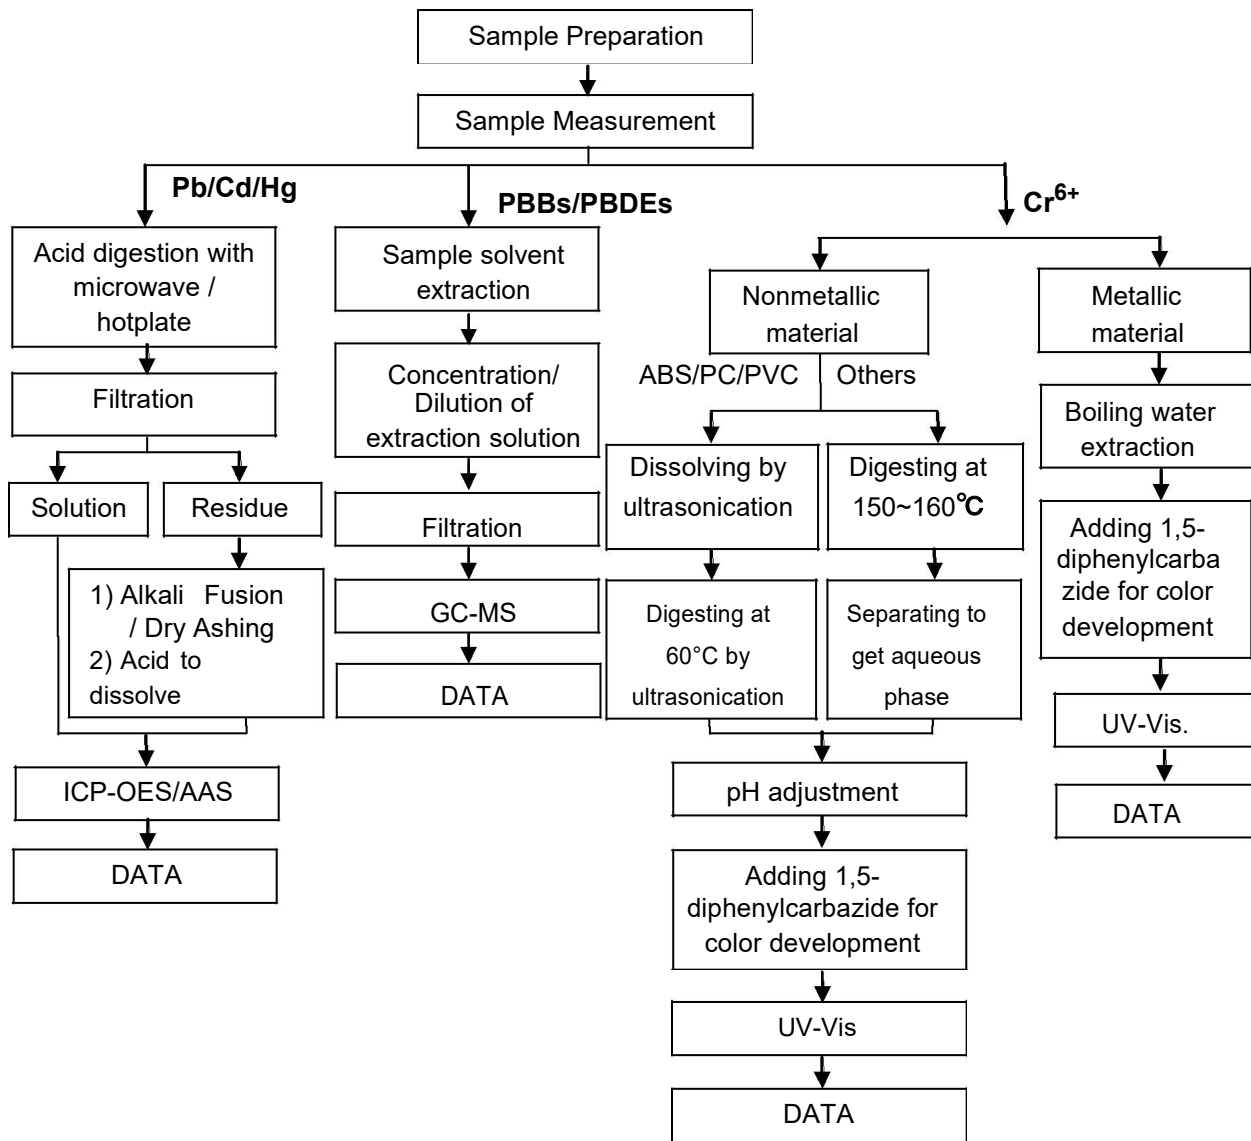 Sample Preparation
Sample Measurement
Pb/Cd/Hg
PBBs/PBDEs
Cr⁶⁺
Acid digestion with
microwave /
hotplate
Filtration
Solution
Residue
1) Alkali Fusion
/ Dry Ashing
2) Acid to
dissolve
ICP-OES/AAS
DATA
Sample solvent
extraction
Concentration/
Dilution of
extraction solution
Filtration
GC-MS
DATA
Nonmetallic
material
ABS/PC/PVC
Others
Dissolving by
ultrasonication
Digesting at
60°C by
ultrasonication
Digesting at
150~160℃
Separating to
get aqueous
phase
pH adjustment
Adding 1,5-
diphenylcarbazide for
color development
UV-Vis
DATA
Metallic
material
Boiling water
extraction
Adding 1,5-
diphenylcarba
zide for color
development
UV-Vis.
DATA